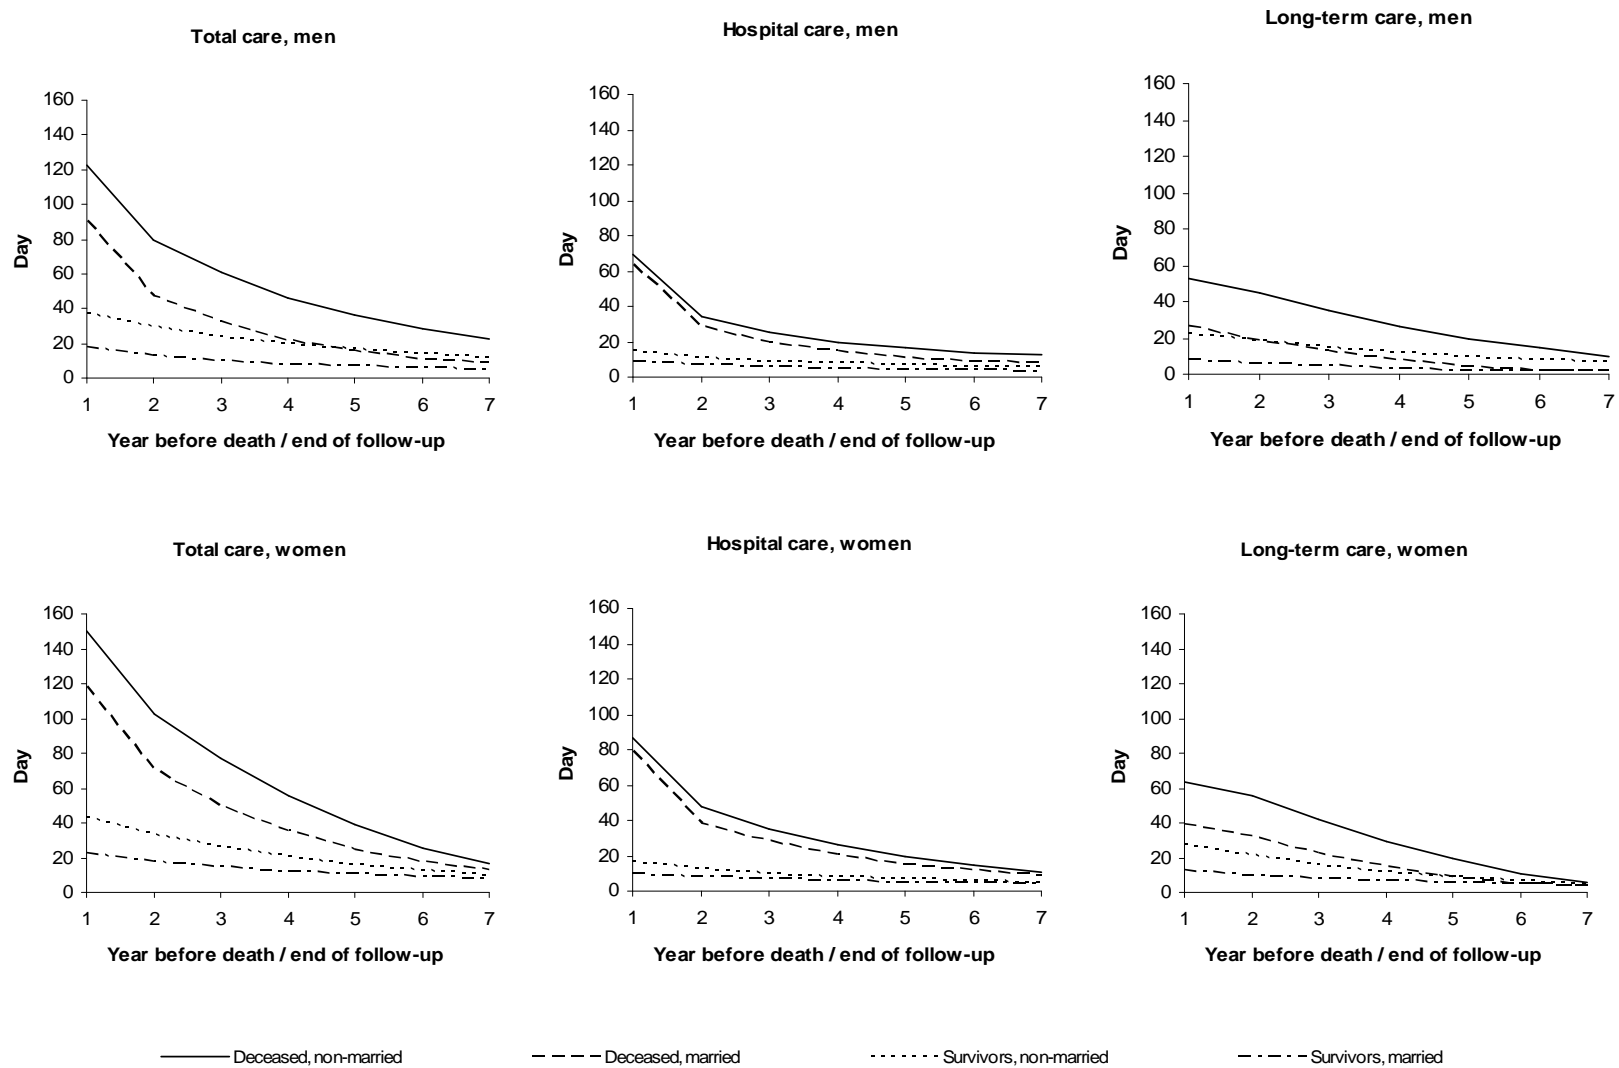 Total care, men
160
140
120
100
80
60
40
20
0
Day
1 2 3 4 5 6 7
Year before death / end of follow-up
Hospital care, men
160
140
120
100
80
60
40
20
0
Day
1 2 3 4 5 6 7
Year before death / end of follow-up
Long-term care, men
160
140
120
100
80
60
40
20
0
Day
1 2 3 4 5 6 7
Year before death / end of follow-up
Total care, women
160
140
120
100
80
60
40
20
0
Day
1 2 3 4 5 6 7
Year before death / end of follow-up
Hospital care, women
160
140
120
100
80
60
40
20
0
Day
1 2 3 4 5 6 7
Year before death / end of follow-up
Long-term care, women
160
140
120
100
80
60
40
20
0
Day
1 2 3 4 5 6 7
Year before death / end of follow-up
Deceased, non-married Deceased, married Survivors, non-married Survivors, married